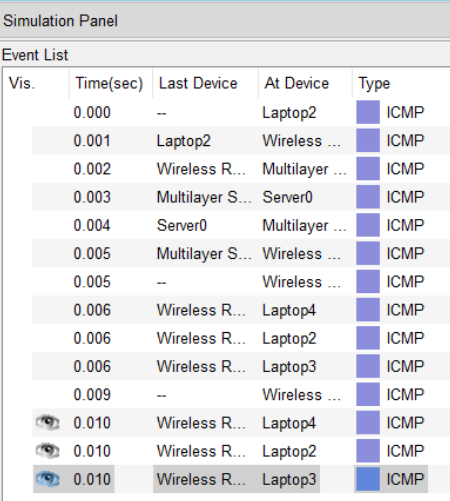 Simulation Panel
Event List
Vis. Time(sec) Last Device At Device Type
0.000 -- Laptop2 ICMP
0.001 Laptop2 Wireless ... ICMP
0.002 Wireless R... Multilayer ... ICMP
0.003 Multilayer S... Server0 ICMP
0.004 Server0 Multilayer ... ICMP
0.005 Multilayer S... Wireless ... ICMP
0.005 -- Wireless ... ICMP
0.006 Wireless R... Laptop4 ICMP
0.006 Wireless R... Laptop2 ICMP
0.006 Wireless R... Laptop3 ICMP
0.009 -- Wireless ... ICMP
0.010 Wireless R... Laptop4 ICMP
0.010 Wireless R... Laptop2 ICMP
0.010 Wireless R... Laptop3 ICMP